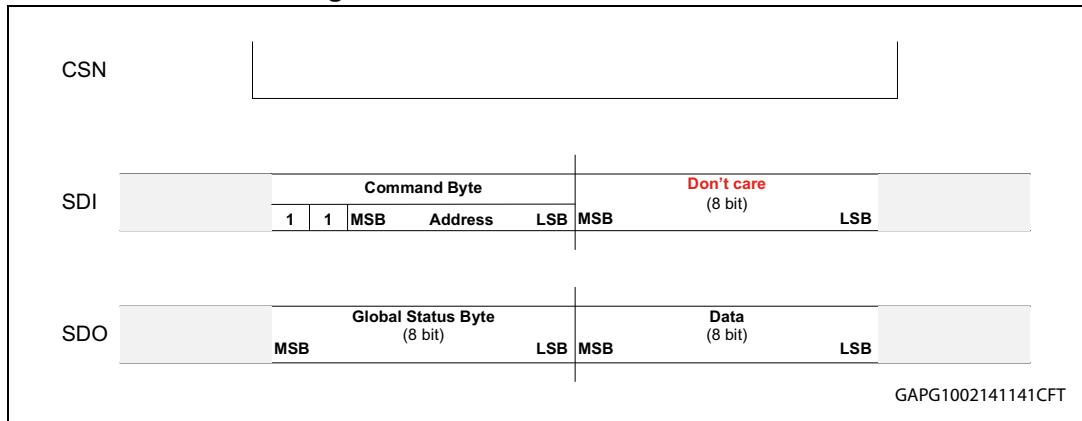 g
CSN
SDI
Command Byte
1 1 MSB Address LSB
Don't care
(8 bit)
MSB LSB
SDO
Global Status Byte
(8 bit)
MSB LSB
Data
(8 bit)
MSB LSB
GAPG1002141141CFT